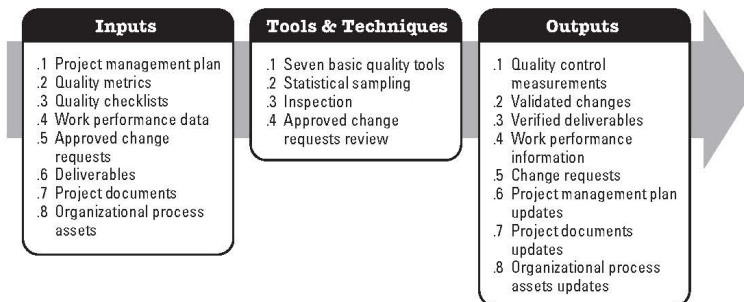 Inputs
.1 Project management plan
.2 Quality metrics
.3 Quality checklists
.4 Work performance data
.5 Approved change
requests
.6 Deliverables
.7 Project documents
.8 Organizational process
assets
Tools & Techniques
.1 Seven basic quality tools
.2 Statistical sampling
.3 Inspection
.4 Approved change
requests review
Outputs
.1 Quality control
measurements
.2 Validated changes
.3 Verified deliverables
.4 Work performance
information
.5 Change requests
.6 Project management plan
updates
.7 Project documents
updates
.8 Organizational process
assets updates